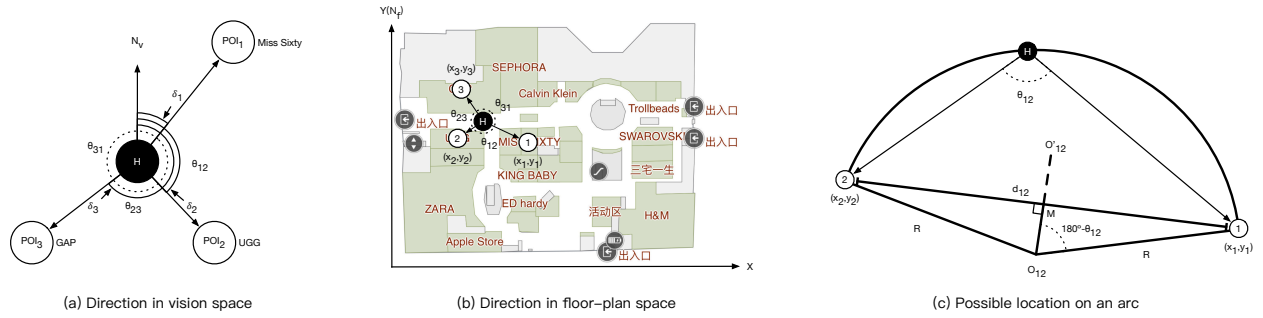 N_v
POI_1
Miss Sixty
δ_1
θ_31
H
θ_12
δ_3
θ_23
δ_2
POI_3
GAP
POI_2
UGG
(a) Direction in vision space
Y(N_f)
SEPHORA
(x_3,y_3)
3
θ_31
Calvin Klein
Trollbeads
出入口
θ_23
H
出入口
2
θ_12
MISS SIXTY
1
SWAROVSKI
出入口
(x_2,y_2)
(x_1,y_1)
KING BABY
三宅一生
ZARA
ED hardy
活动区
H&M
Apple Store
出入口
X
(b) Direction in floor-plan space
H
θ_12
O'_12
2
(x_2,y_2)
d_12
M
180°-θ_12
1
(x_1,y_1)
R
R
O_12
(c) Possible location on an arc